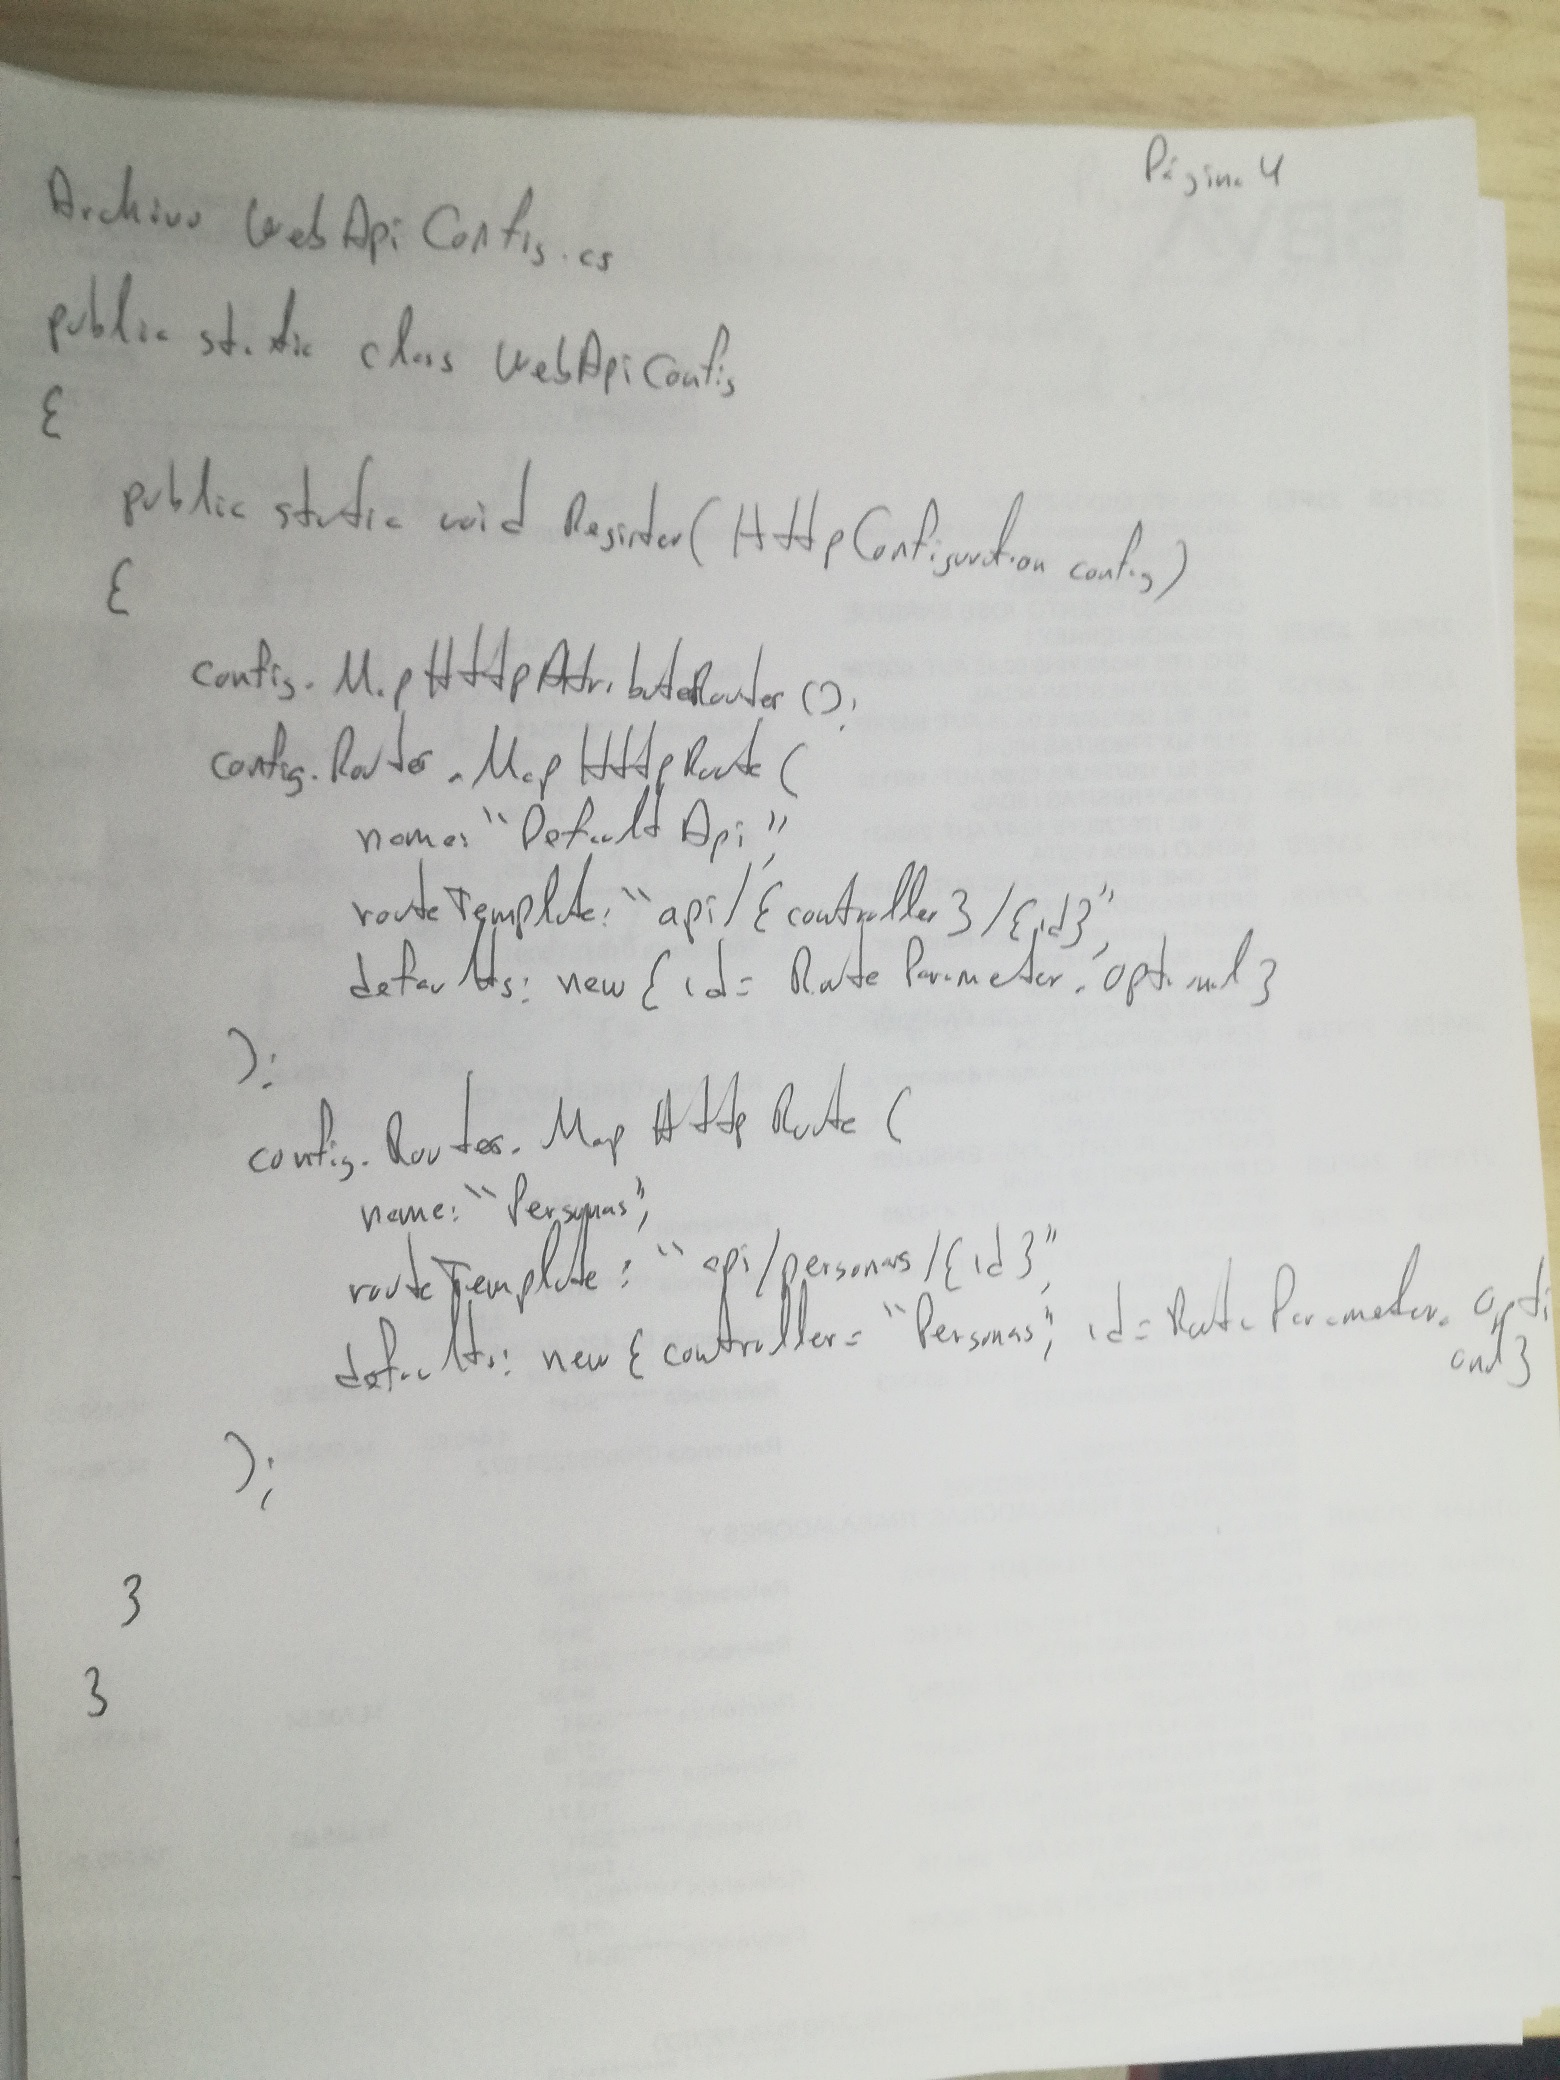 Página 4
Archivo WebApiConfig.cs
public static class WebApiConfig
{
public static void Register(HttpConfiguration config)
{
config.MapHttpAttributeRoutes();
config.Routes.MapHttpRoute(
name: "DefaultApi",
routeTemplate: "api/{controller}/{id}",
defaults: new { id = RouteParameter.Optional }
);
config.Routes.MapHttpRoute(
name: "Personas",
routeTemplate: "api/personas/{id}",
defaults: new { controller = "Personas", id = RouteParameter.Opti
onal }
);
}
}